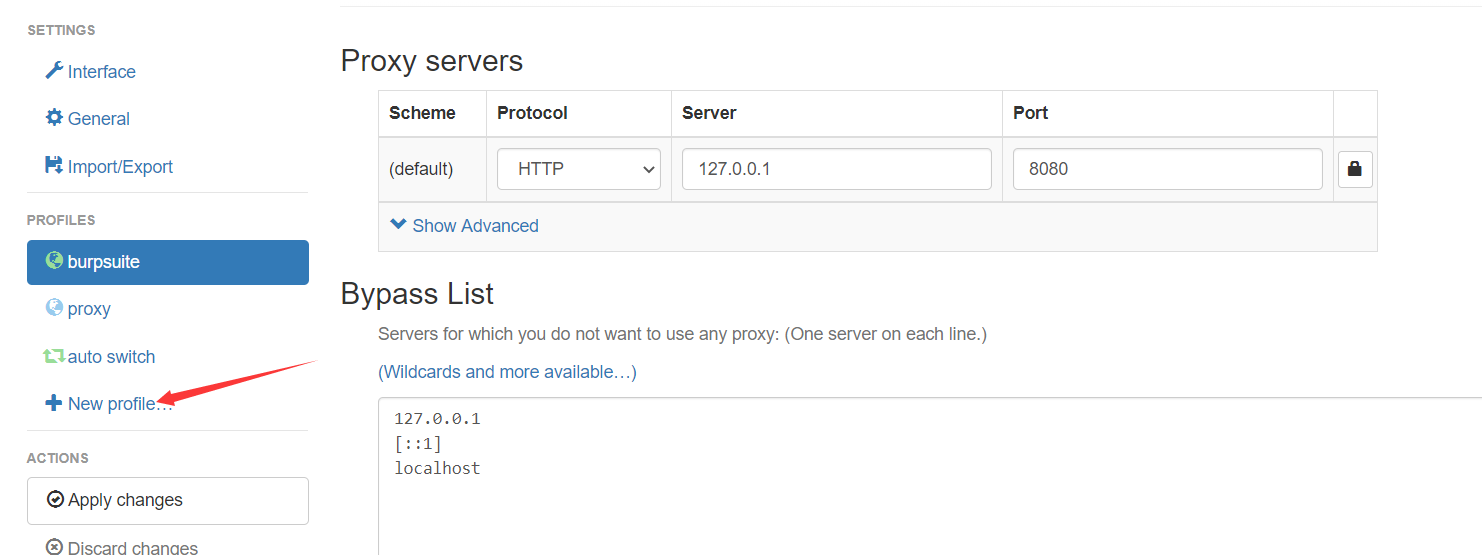 SETTINGS
Interface
General
Import/Export
PROFILES
burpsuite
proxy
auto switch
New profile…
ACTIONS
Apply changes
Discard changes
Proxy servers
Scheme Protocol Server Port
(default) HTTP 127.0.0.1 8080
Show Advanced
Bypass List
Servers for which you do not want to use any proxy: (One server on each line.)
(Wildcards and more available…)
127.0.0.1
[::1]
localhost